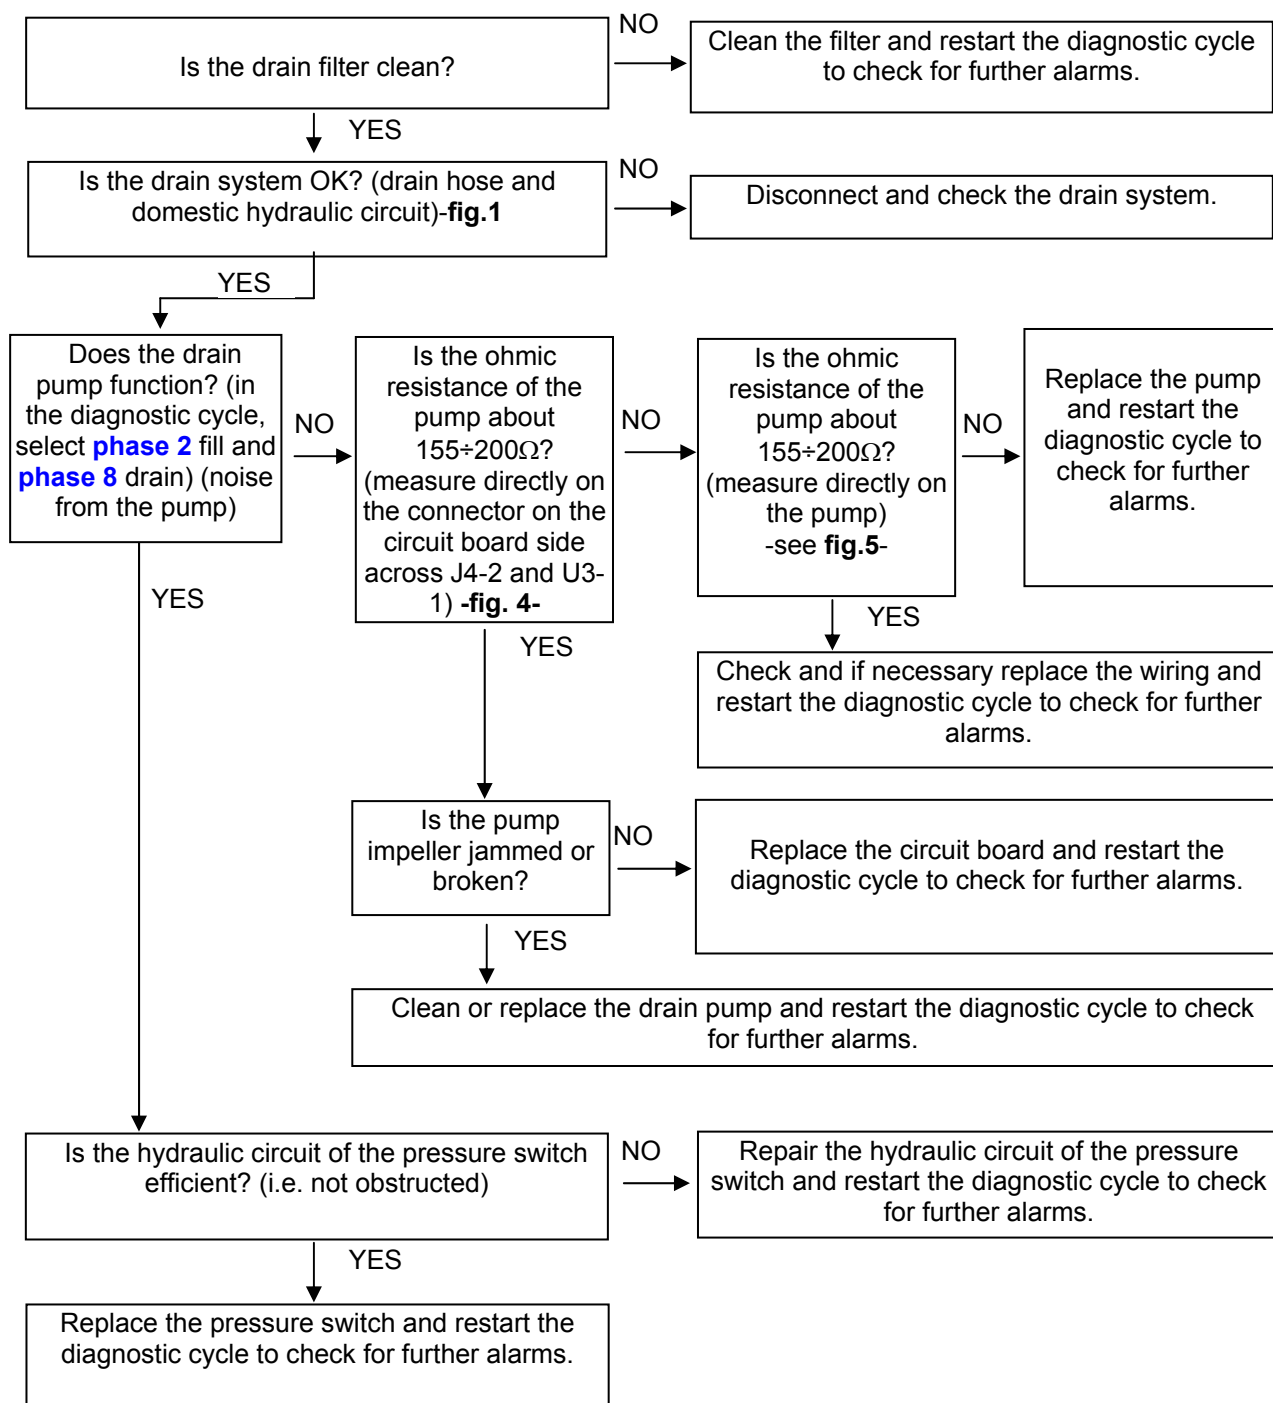 NO
Is the drain filter clean?
Clean the filter and restart the diagnostic cycle
to check for further alarms.
YES
Is the drain system OK? (drain hose and
domestic hydraulic circuit)-fig.1
NO
Disconnect and check the drain system.
YES
Does the drain
pump function? (in
the diagnostic cycle,
select phase 2 fill and
phase 8 drain) (noise
from the pump)
NO
Is the ohmic
resistance of the
pump about
155÷200Ω?
(measure directly on
the connector on the
circuit board side
across J4-2 and U3-
1) -fig. 4-
NO
Is the ohmic
resistance of the
pump about
155÷200Ω?
(measure directly on
the pump)
-see fig.5-
NO
Replace the pump
and restart the
diagnostic cycle to
check for further
alarms.
YES
YES
YES
Check and if necessary replace the wiring and
restart the diagnostic cycle to check for further
alarms.
Is the pump
impeller jammed or
broken?
NO
Replace the circuit board and restart the
diagnostic cycle to check for further alarms.
YES
Clean or replace the drain pump and restart the diagnostic cycle to check
for further alarms.
Is the hydraulic circuit of the pressure switch
efficient? (i.e. not obstructed)
NO
Repair the hydraulic circuit of the pressure
switch and restart the diagnostic cycle to check
for further alarms.
YES
Replace the pressure switch and restart the
diagnostic cycle to check for further alarms.